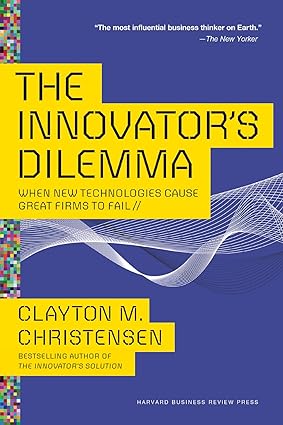 "The most influential business thinker on Earth."
—The New Yorker
THE
INNOVATOR'S
DILEMMA
WHEN NEW TECHNOLOGIES CAUSE
GREAT FIRMS TO FAIL//
CLAYTON M.
CHRISTENSEN
BESTSELLING AUTHOR OF
THE INNOVATOR'S SOLUTION
HARVARD BUSINESS REVIEW PRESS